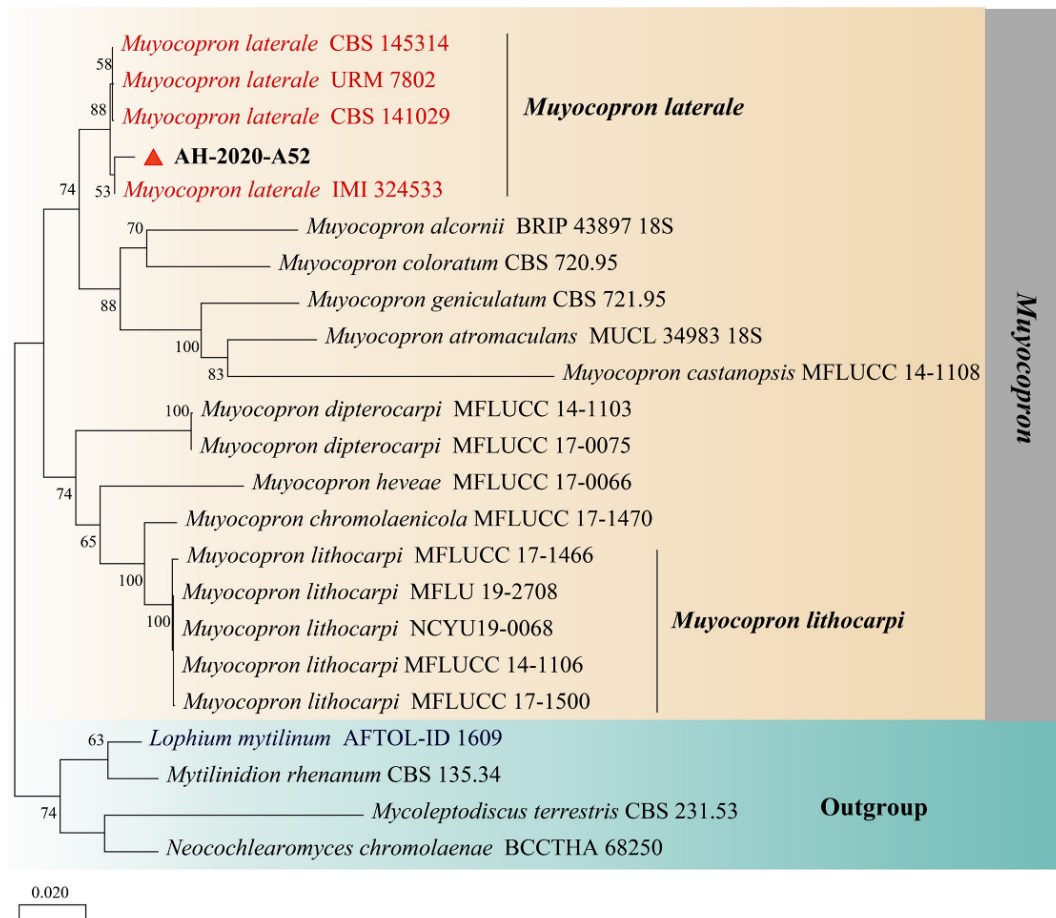 Muyocopron laterale CBS 145314
58
Muyocopron laterale URM 7802
88
Muyocopron laterale CBS 141029
Muyocopron laterale
AH-2020-A52
74
53
Muyocopron laterale IMI 324533
70
Muyocopron alcornii BRIP 43897 18S
Muyocopron coloratum CBS 720.95
88
Muyocopron geniculatum CBS 721.95
Muyocopron atromaculans MUCL 34983 18S
100
83
Muyocopron castanopsis MFLUCC 14-1108
Muyocopron
100
Muyocopron dipterocarpi MFLUCC 14-1103
Muyocopron dipterocarpi MFLUCC 17-0075
74
Muyocopron heveae MFLUCC 17-0066
Muyocopron chromolaenicola MFLUCC 17-1470
65
Muyocopron lithocarpi MFLUCC 17-1466
100
Muyocopron lithocarpi MFLU 19-2708
100
Muyocopron lithocarpi NCYU19-0068
Muyocopron lithocarpi
Muyocopron lithocarpi MFLUCC 14-1106
Muyocopron lithocarpi MFLUCC 17-1500
63
Lophium mytilinum AFTOL-ID 1609
Mytilinidion rhenanum CBS 135.34
74
Mycoleptodiscus terrestris CBS 231.53
Outgroup
Neocochlearomyces chromolaenae BCCTHA 68250
0.020